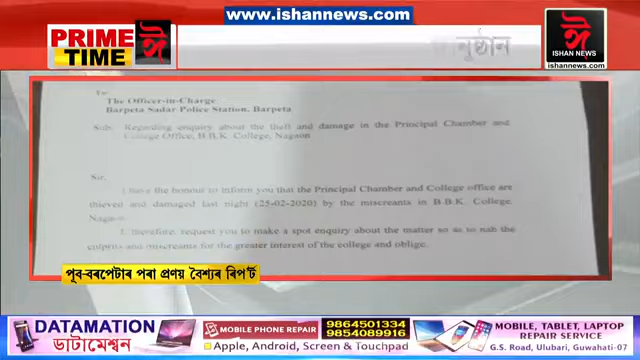 www.ishannews.com
PRIME
TIME
ঈ
নুষ্ঠান
ঈ
ISHAN NEWS
ishannews.com
To
The Officer-in-Charge
Barpeta Sadar Police Station, Barpeta
Sub: Regarding enquiry about the theft and damage in the Principal Chamber and
College Office, B.B.K. College, Nagaon
Sir,
I have the honour to inform you that the Principal Chamber and College office are
thieved and damaged last night (25-02-2020) by the miscreants in B.B.K. College,
Nagaon.
I, therefore, request you to make a spot enquiry about the matter so as to nab the
culprits and miscreants for the greater interest of the college and oblige.
পূব-বৰপেটাৰ পৰা প্ৰণয় বৈশ্যৰ ৰিপৰ্ট
DATAMATION
ডাটামেশ্বন
MOBILE PHONE REPAIR
9864501334
9854089916
Apple, Android, Screen & Touchpad
MOBILE, TABLET, LAPTOP
REPAIR SERVICE
G.S. Road, Ulubari, Guwahati-07